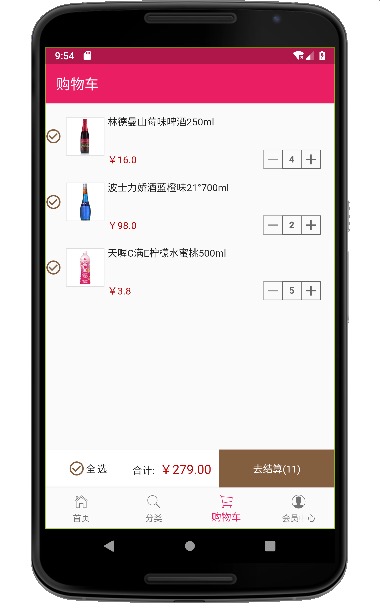 9:54
购物车
林德曼山莓味啤酒250ml
￥16.0
4
波士力娇酒蓝橙味21°700ml
￥98.0
2
天喔C满E柠檬水蜜桃500ml
￥3.8
5
全选 合计: ￥279.00 去结算(11)
首页 分类 购物车 会员中心